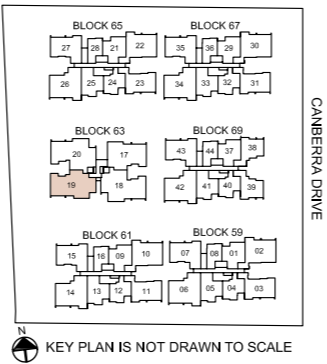 BLOCK 65 BLOCK 67
27 28 21 22 35 36 29 30
26 25 24 23 34 33 32 31
BLOCK 63 BLOCK 69
20 17 43 44 37 38
19 18 42 41 40 39
BLOCK 61 BLOCK 59
15 16 09 10 07 08 01 02
14 13 12 11 06 05 04 03
CANBERRA DRIVE
N
KEY PLAN IS NOT DRAWN TO SCALE